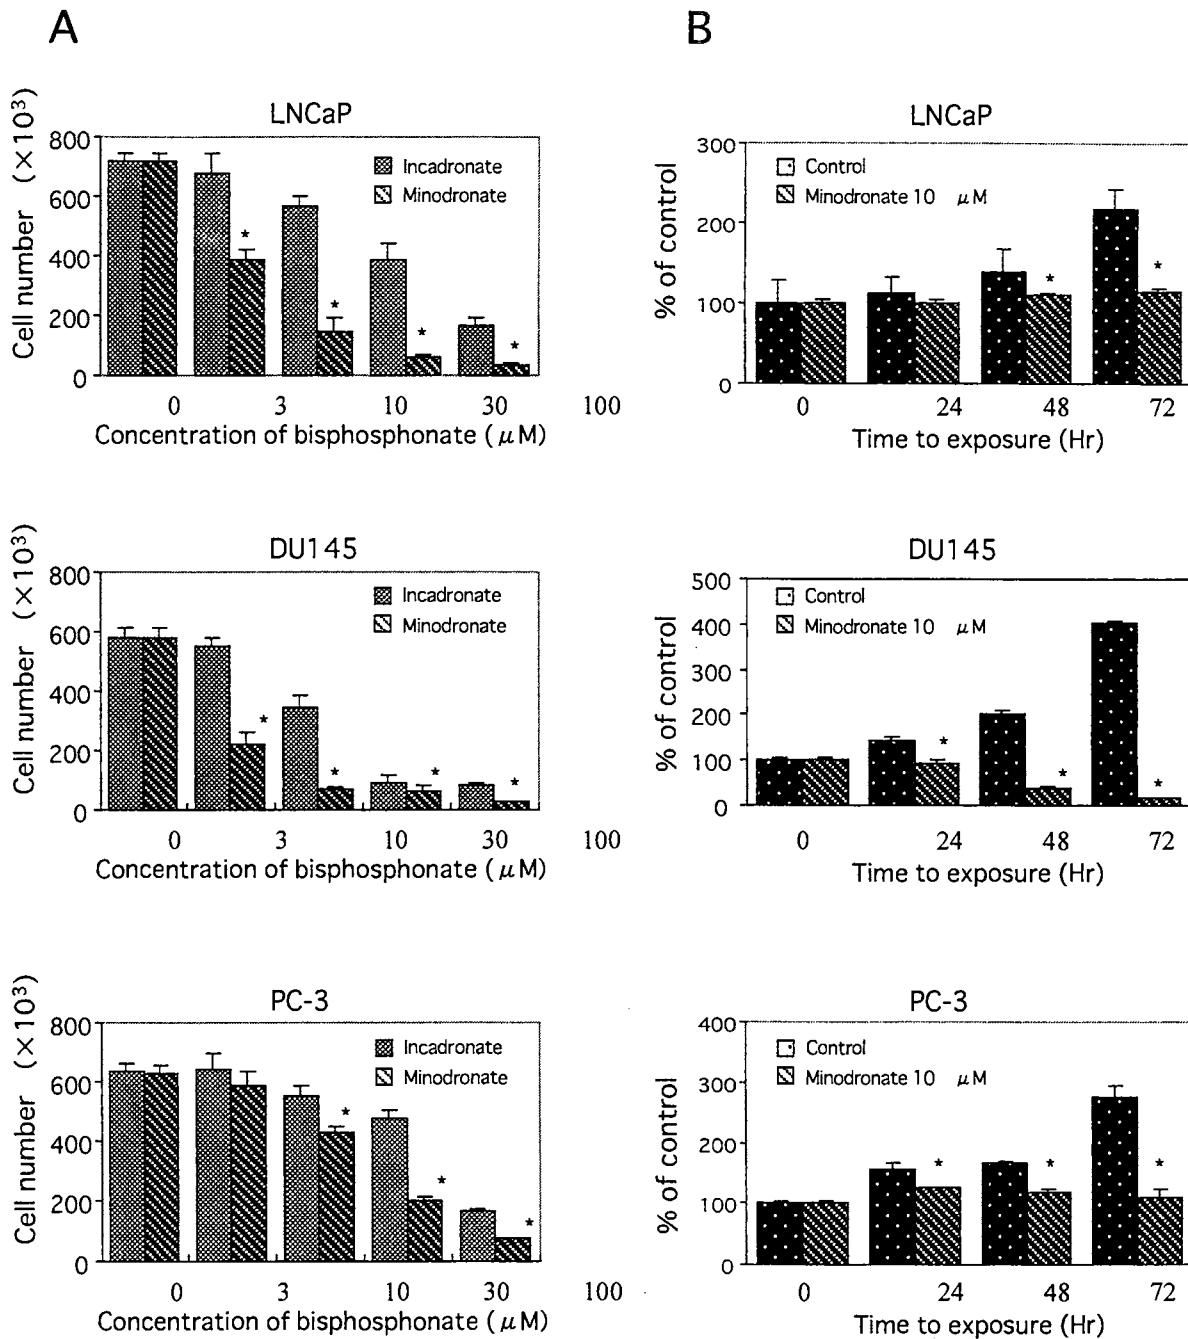 A
LNCaP
Cell number (×10³)
800
600
400
200
0
Incadronate
Minodronate
*
*
*
*
0 3 10 30 100
Concentration of bisphosphonate (μM)
DU145
Cell number (×10³)
800
600
400
200
0
Incadronate
Minodronate
*
*
*
*
0 3 10 30 100
Concentration of bisphosphonate (μM)
PC-3
Cell number (×10³)
800
600
400
200
0
Incadronate
Minodronate
*
*
*
0 3 10 30 100
Concentration of bisphosphonate (μM)
B
LNCaP
% of control
300
200
100
0
Control
Minodronate 10 μM
*
*
0 24 48 72
Time to exposure (Hr)
DU145
% of control
500
400
300
200
100
0
Control
Minodronate 10 μM
*
*
*
0 24 48 72
Time to exposure (Hr)
PC-3
% of control
400
300
200
100
0
Control
Minodronate 10 μM
*
*
*
0 24 48 72
Time to exposure (Hr)